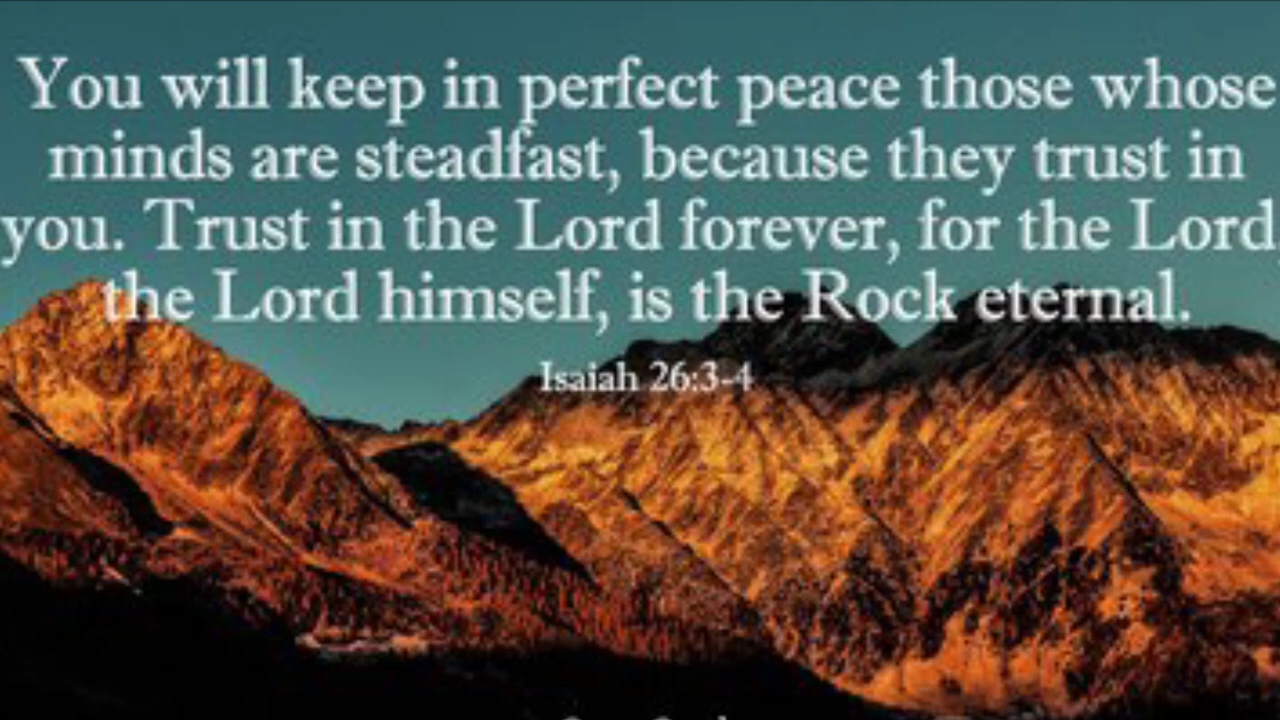 You will keep in perfect peace those whose
minds are steadfast, because they trust in
you. Trust in the Lord forever, for the Lord,
the Lord himself, is the Rock eternal.
Isaiah 26:3-4